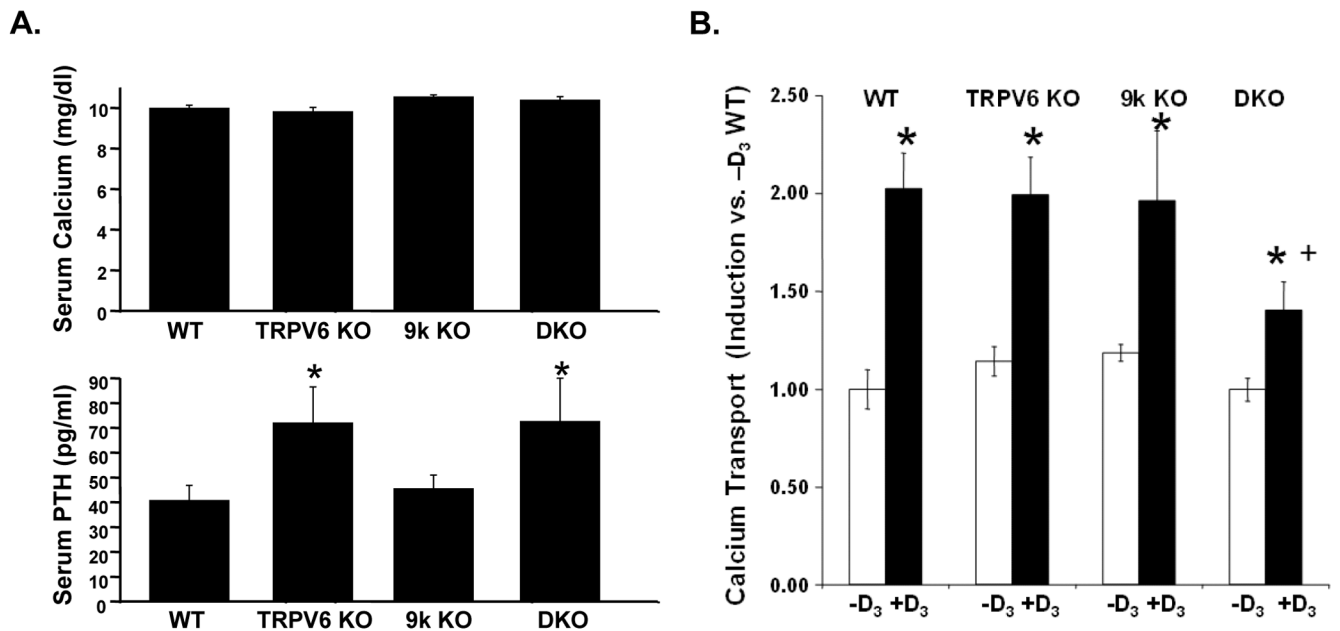 A.
Serum Calcium (mg/dl)
10
8
6
4
2
0
WT TRPV6 KO 9k KO DKO
Serum PTH (pg/ml)
90
80
70
60
50
40
30
20
10
0
* *
WT TRPV6 KO 9k KO DKO
B.
Calcium Transport (Induction vs. –D₃ WT)
2.50
2.00
1.50
1.00
0.50
0.00
WT TRPV6 KO 9k KO DKO
* * * * +
-D₃ +D₃ -D₃ +D₃ -D₃ +D₃ -D₃ +D₃